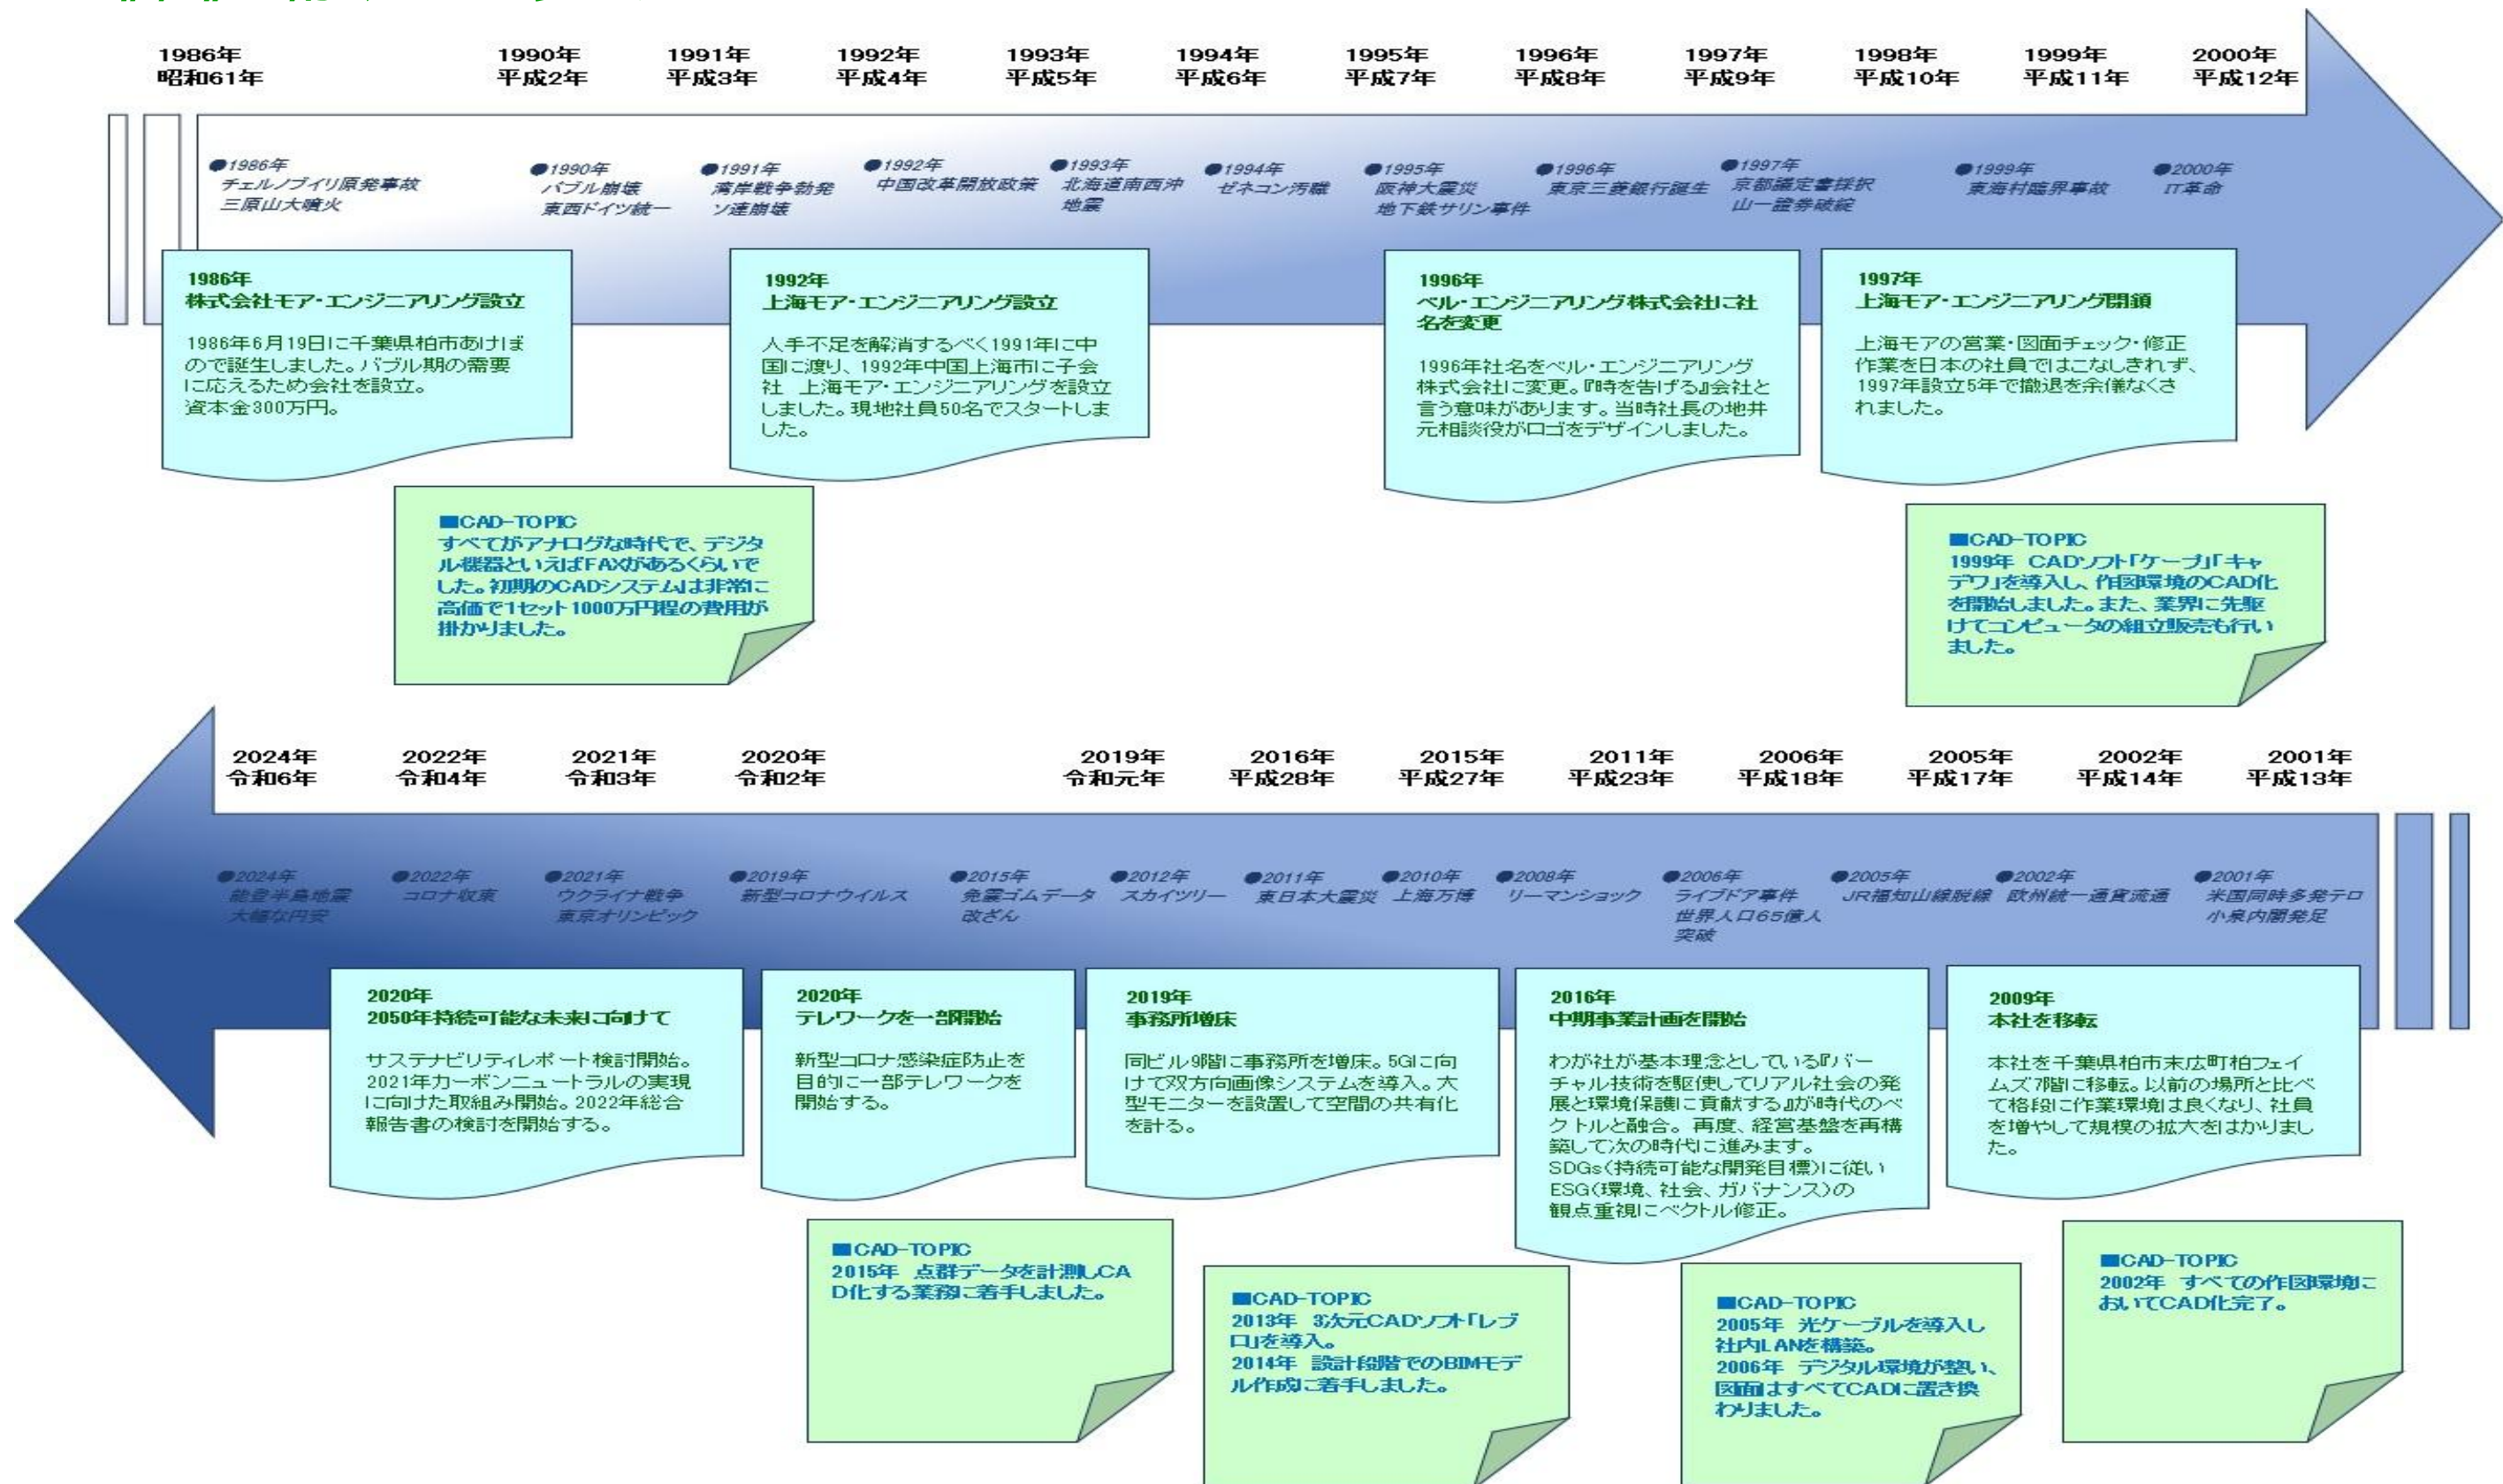 1986年
昭和61年
1990年
平成2年
1991年
平成3年
1992年
平成4年
1993年
平成5年
1994年
平成6年
1995年
平成7年
1996年
平成8年
1997年
平成9年
1998年
平成10年
1999年
平成11年
2000年
平成12年
●1986年
チェルノブイリ原発事故
三原山大噴火
●1990年
バブル崩壊
東西ドイツ統一
●1991年
湾岸戦争勃発
ソ連崩壊
●1992年
中国改革開放政策
●1993年
北海道南西沖
地震
●1994年
ゼネコン汚職
●1995年
阪神大震災
地下鉄サリン事件
●1996年
東京三菱銀行誕生
●1997年
京都議定書採択
山一證券破綻
●1999年
東海村臨界事故
●2000年
IT革命
1986年
株式会社モア・エンジニアリング設立
1986年6月19日に千葉県柏市あけぼ
ので誕生しました。バブル期の需要
に応えるため会社を設立。
資本金300万円。
1992年
上海モア・エンジニアリング設立
人手不足を解消するべく1991年に中
国に渡り、1992年中国上海市に子会
社 上海モア・エンジニアリングを設立
しました。現地社員50名でスタートしま
した。
1996年
ベル・エンジニアリング株式会社に社
名を変更
1996年社名をベル・エンジニアリング
株式会社に変更。『時を告げる』会社と
言う意味があります。当時社長の地井
元相談役がロゴをデザインしました。
1997年
上海モア・エンジニアリング閉鎖
上海モアの営業・図面チェック・修正
作業を日本の社員ではこなしきれず、
1997年設立5年で撤退を余儀なくさ
れました。
■CAD-TOPIC
すべてがアナログな時代で、デジタ
ル機器といえばFAXがあるくらいで
した。初期のCADシステムは非常に
高価で1セット1000万円程の費用が
掛かりました。
■CAD-TOPIC
1999年 CADソフト「ケープ」「キャ
デワ」を導入し、作図環境のCAD化
を開始しました。また、業界に先駆
けてコンピュータの組立販売も行い
ました。
2024年
令和6年
2022年
令和4年
2021年
令和3年
2020年
令和2年
2019年
令和元年
2016年
平成28年
2015年
平成27年
2011年
平成23年
2006年
平成18年
2005年
平成17年
2002年
平成14年
2001年
平成13年
●2024年
能登半島地震
大幅な円安
●2022年
コロナ収束
●2021年
ウクライナ戦争
東京オリンピック
●2019年
新型コロナウイルス
●2015年
免震ゴムデータ
改ざん
●2012年
スカイツリー
●2011年
東日本大震災
●2010年
上海万博
●2008年
リーマンショック
●2006年
ライブドア事件
世界人口65億人
突破
●2005年
JR福知山線脱線
●2002年
欧州統一通貨流通
●2001年
米国同時多発テロ
小泉内閣発足
2020年
2050年持続可能な未来に向けて
サステナビリティレポート検討開始。
2021年カーボンニュートラルの実現
に向けた取組み開始。2022年総合
報告書の検討を開始する。
2020年
テレワークを一部開始
新型コロナ感染症防止を
目的に一部テレワークを
開始する。
2019年
事務所増床
同ビル9階に事務所を増床。5Gに向
けて双方向画像システムを導入。大
型モニターを設置して空間の共有化
を計る。
2016年
中期事業計画を開始
わが社が基本理念としている『バー
チャル技術を駆使してリアル社会の発
展と環境保護に貢献する』が時代のベ
クトルと融合。再度、経営基盤を再構
築して次の時代に進みます。
SDGs(持続可能な開発目標)に従い
ESG(環境、社会、ガバナンス)の
観点重視にベクトル修正。
2009年
本社を移転
本社を千葉県柏市末広町柏フェイ
ムズ7階に移転。以前の場所と比べ
て格段に作業環境は良くなり、社員
を増やして規模の拡大をはかりまし
た。
■CAD-TOPIC
2015年 点群データを計測しCA
D化する業務に着手しました。
■CAD-TOPIC
2013年 3次元CADソフト「レブ
ロ」を導入。
2014年 設計段階でのBIMモデ
ル作成に着手しました。
■CAD-TOPIC
2005年 光ケーブルを導入し
社内LANを構築。
2006年 デジタル環境が整い、
図面はすべてCADに置き換
わりました。
■CAD-TOPIC
2002年 すべての作図環境に
おいてCAD化完了。